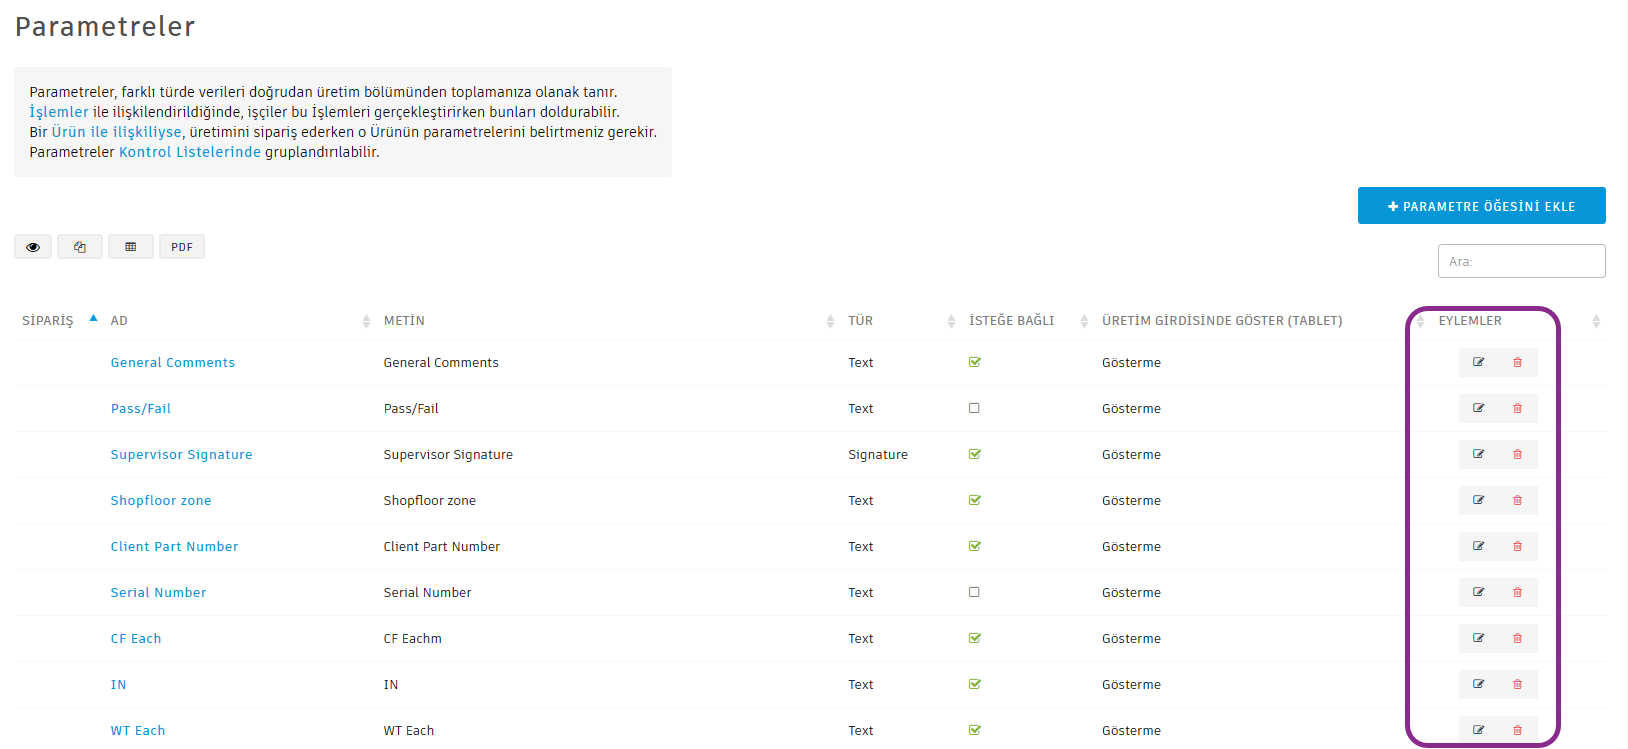 Parametreler
Parametreler, farklı türde verileri doğrudan üretim bölümünden toplamanıza olanak tanır.
İşlemler ile ilişkilendirildiğinde, işçiler bu İşlemleri gerçekleştirirken bunları doldurabilir.
Bir Ürün ile ilişkiliyse, üretimini sipariş ederken o Ürünün parametrelerini belirtmeniz gerekir.
Parametreler Kontrol Listelerinde gruplandırılabilir.
+ PARAMETRE ÖĞESİNİ EKLE
PDF
Ara:
SİPARİŞ AD METİN TÜR İSTEĞE BAĞLI ÜRETİM GİRDİSİNDE GÖSTER (TABLET) EYLEMLER
General Comments General Comments Text Gösterme
Pass/Fail Pass/Fail Text Gösterme
Supervisor Signature Supervisor Signature Signature Gösterme
Shopfloor zone Shopfloor zone Text Gösterme
Client Part Number Client Part Number Text Gösterme
Serial Number Serial Number Text Gösterme
CF Each CF Eachm Text Gösterme
IN IN Text Gösterme
WT Each WT Each Text Gösterme